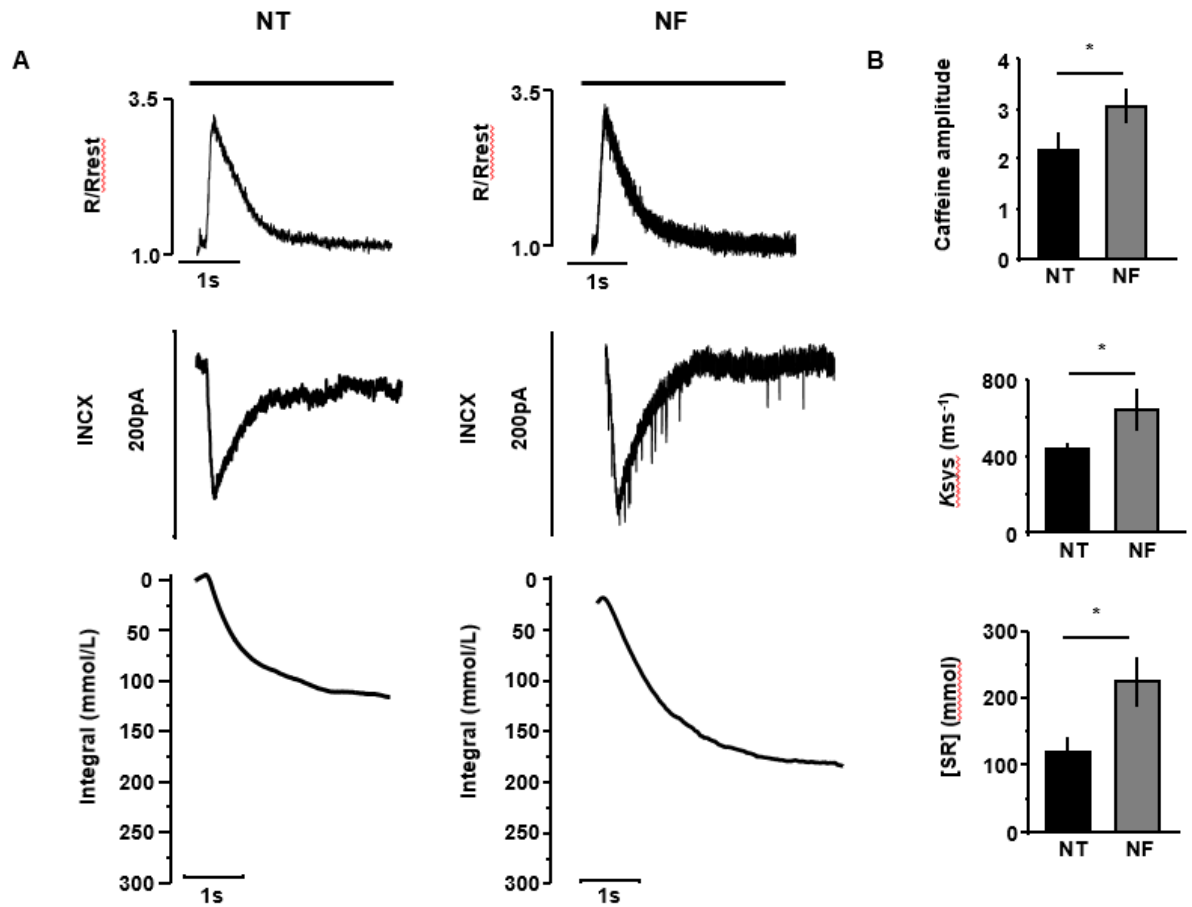 NT
NF
A
B
3.5
R/Rrest
1.0
1s
3.5
R/Rrest
1.0
1s
Caffeine amplitude
*
4
3
2
1
0
NT
NF
INCX
200pA
INCX
200pA
Ksys (ms⁻¹)
*
800
400
0
NT
NF
Integral (mmol/L)
0
50
100
150
200
250
300
1s
Integral (mmol/L)
0
50
100
150
200
250
300
1s
[SR] (mmol)
*
300
200
100
0
NT
NF